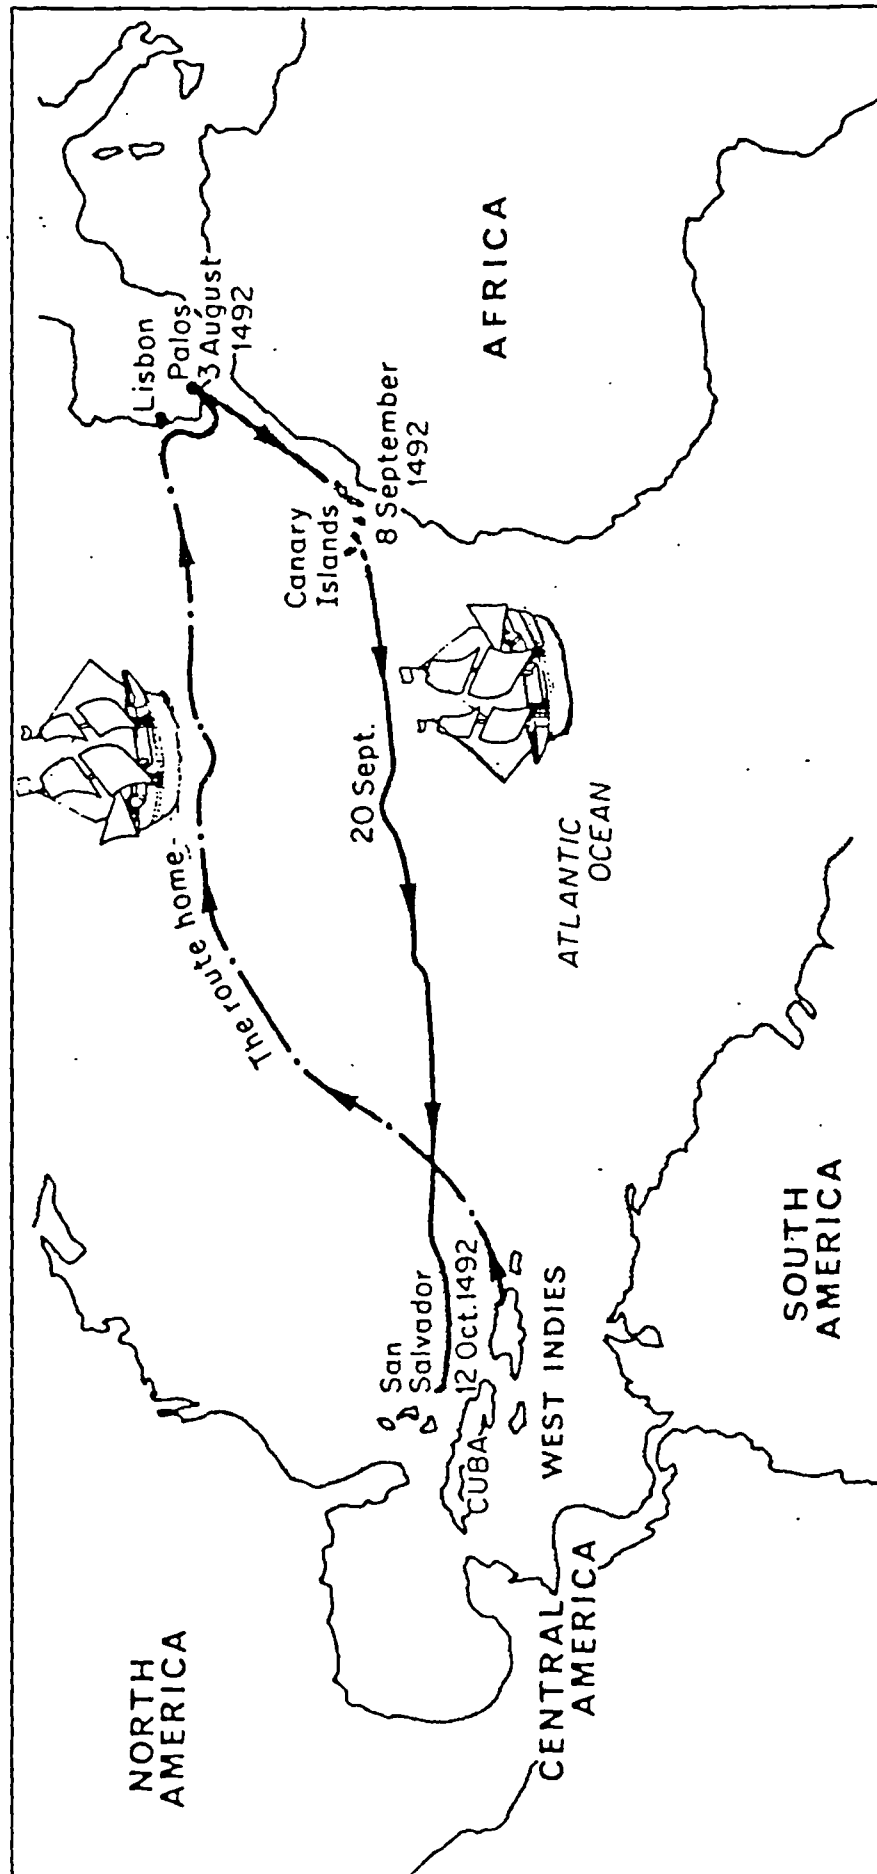 NORTH
AMERICA
The route home
Lisbon
Palos
3 August
1492
Canary
Islands
8 September
1492
20 Sept.
San
Salvador
12 Oct. 1492
CUBA
WEST INDIES
CENTRAL
AMERICA
ATLANTIC
OCEAN
AFRICA
SOUTH
AMERICA